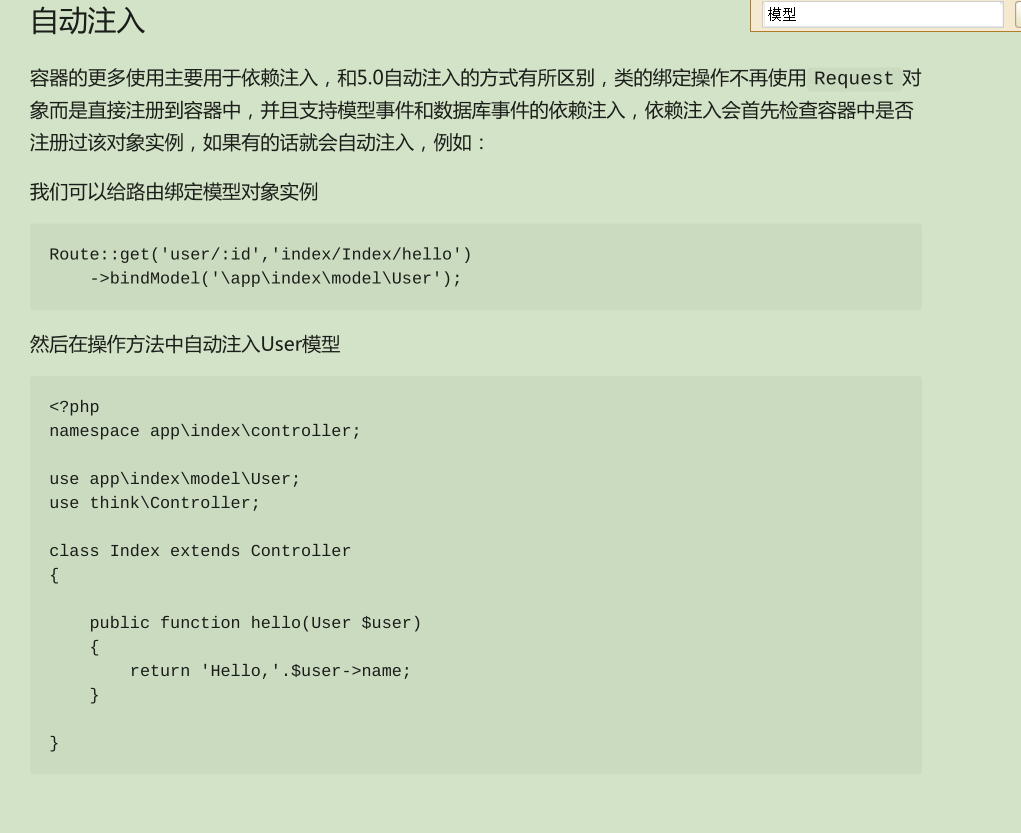 自动注入
模型
容器的更多使用主要用于依赖注入，和5.0自动注入的方式有所区别，类的绑定操作不再使用 Request 对
象而是直接注册到容器中，并且支持模型事件和数据库事件的依赖注入，依赖注入会首先检查容器中是否
注册过该对象实例，如果有的话就会自动注入，例如：
我们可以给路由绑定模型对象实例
Route::get('user/:id','index/Index/hello')
    ->bindModel('\app\index\model\User');
然后在操作方法中自动注入User模型
<?php
namespace app\index\controller;
use app\index\model\User;
use think\Controller;
class Index extends Controller
{
    public function hello(User $user)
    {
        return 'Hello,'.$user->name;
    }
}